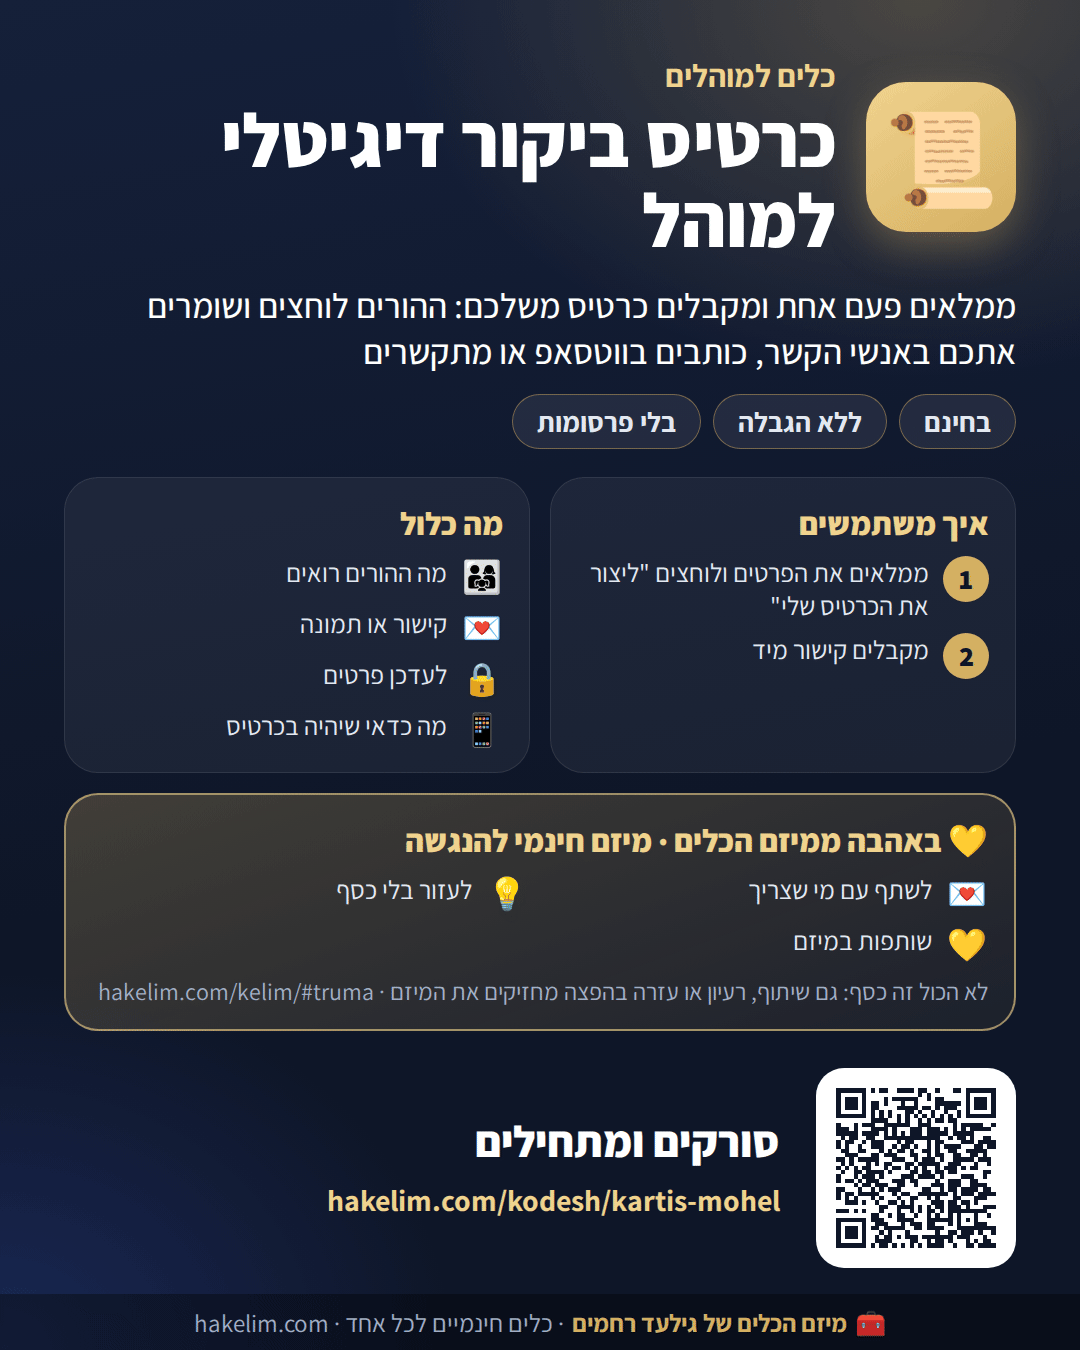 כלים למוהלים
כרטיס ביקור דיגיטלי
למוהל
ממלאים פעם אחת ומקבלים כרטיס משלכם: ההורים לוחצים ושומרים
אתכם באנשי הקשר, כותבים בווטסאפ או מתקשרים
בחינם
ללא הגבלה
בלי פרסומות
איך משתמשים
1 ממלאים את הפרטים ולוחצים "ליצור
את הכרטיס שלי"
2 מקבלים קישור מיד
מה כלול
מה ההורים רואים
קישור או תמונה
לעדכן פרטים
מה כדאי שיהיה בכרטיס
באהבה ממיזם הכלים · מיזם חינמי להנגשה
לשתף עם מי שצריך
לעזור בלי כסף
שותפות במיזם
לא הכול זה כסף: גם שיתוף, רעיון או עזרה בהפצה מחזיקים את המיזם · hakelim.com/kelim/#truma
סורקים ומתחילים
hakelim.com/kodesh/kartis-mohel
מיזם הכלים של גילעד רחמים · כלים חינמיים לכל אחד · hakelim.com